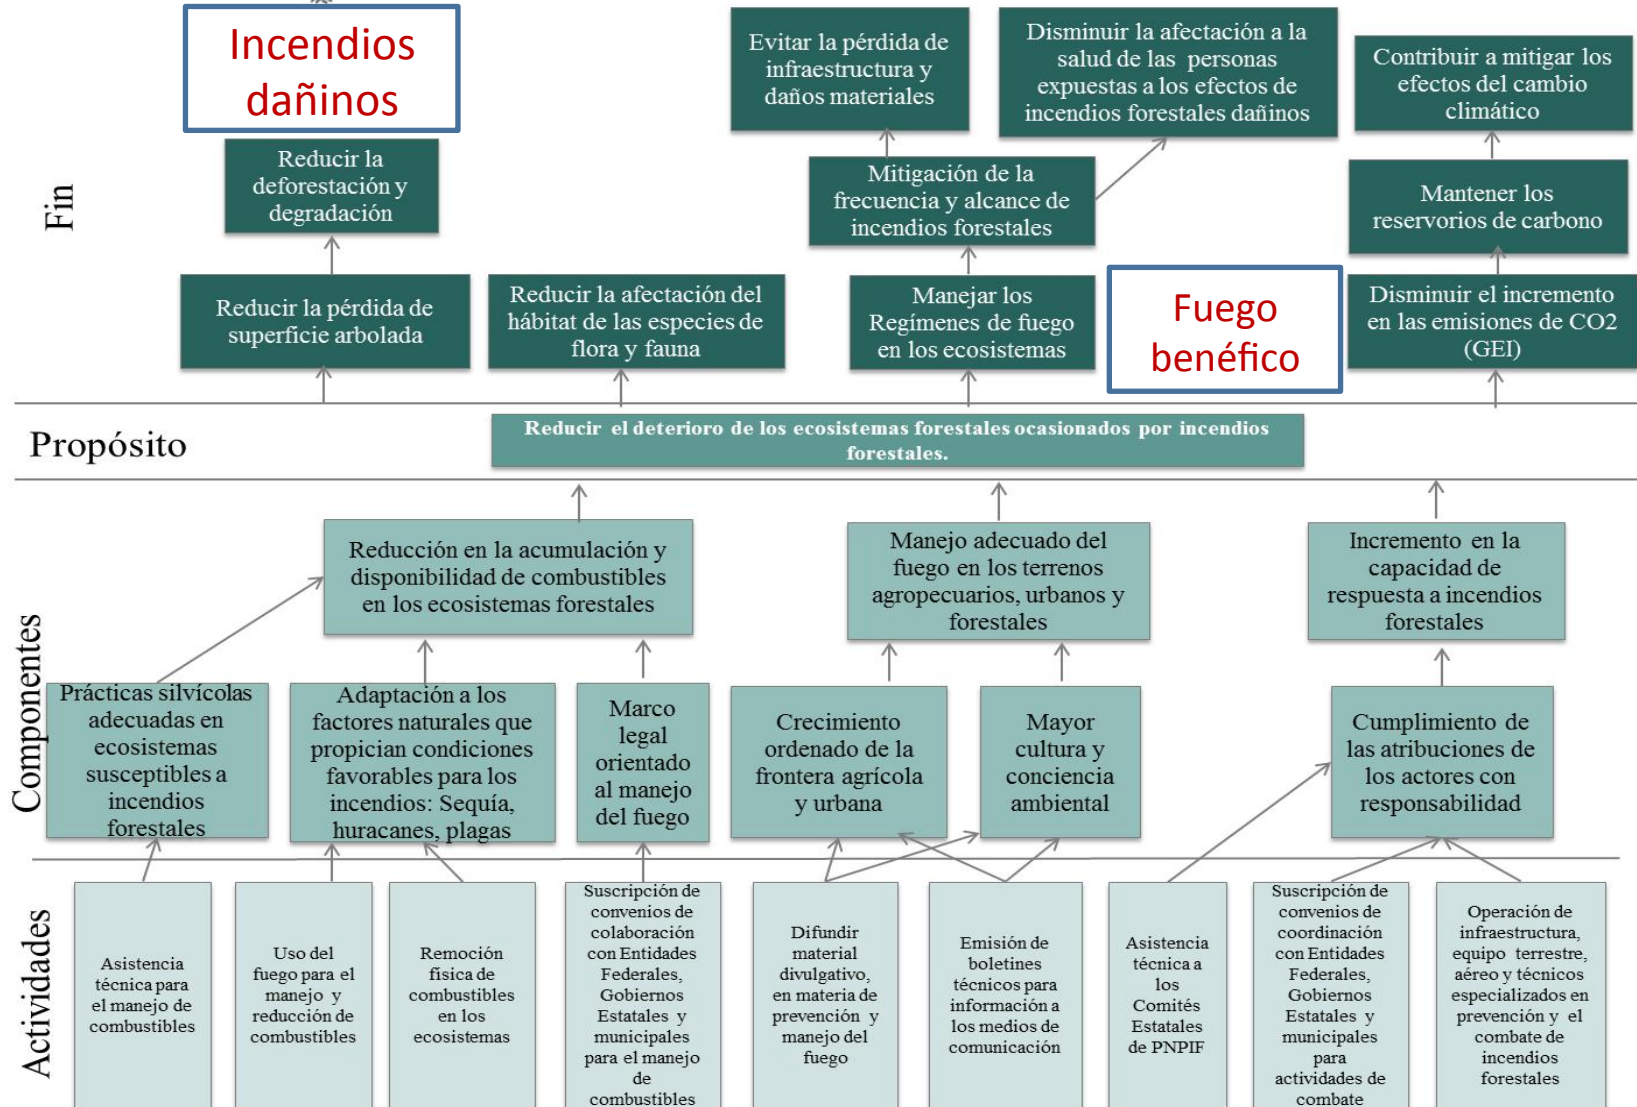 Incendios
dañinos
Evitar la pérdida de
infraestructura y
daños materiales
Disminuir la afectación a la
salud de las personas
expuestas a los efectos de
incendios forestales dañinos
Contribuir a mitigar los
efectos del cambio
climático
Fin
Reducir la
deforestación y
degradación
Mitigación de la
frecuencia y alcance de
incendios forestales
Mantener los
reservorios de carbono
Reducir la pérdida de
superficie arbolada
Reducir la afectación del
hábitat de las especies de
flora y fauna
Manejar los
Regímenes de fuego
en los ecosistemas
Fuego
benéfico
Disminuir el incremento
en las emisiones de CO2
(GEI)
Propósito
Reducir el deterioro de los ecosistemas forestales ocasionados por incendios
forestales.
Componentes
Reducción en la acumulación y
disponibilidad de combustibles
en los ecosistemas forestales
Manejo adecuado del
fuego en los terrenos
agropecuarios, urbanos y
forestales
Incremento en la
capacidad de
respuesta a incendios
forestales
Prácticas silvícolas
adecuadas en
ecosistemas
susceptibles a
incendios
forestales
Adaptación a los
factores naturales que
propician condiciones
favorables para los
incendios: Sequía,
huracanes, plagas
Marco
legal
orientado
al manejo
del fuego
Crecimiento
ordenado de la
frontera agrícola
y urbana
Mayor
cultura y
conciencia
ambiental
Cumplimiento de
las atribuciones de
los actores con
responsabilidad
Actividades
Asistencia
técnica para
el manejo de
combustibles
Uso del
fuego para el
manejo y
reducción de
combustibles
Remoción
física de
combustibles
en los
ecosistemas
Suscripción de
convenios de
colaboración con
Entidades
Federales,
Gobiernos
Estatales y
municipales
para el manejo
de
combustibles
Difundir
material
divulgativo,
en materia de
prevención y
manejo del
fuego
Emisión de
boletines
técnicos para
información a
los medios de
comunicación
Asistencia
técnica a
los
Comités
Estatales
de PNPIF
Suscripción de
convenios de
coordinación
con Entidades
Federales,
Gobiernos
Estatales y
municipales
para
actividades de
combate
Operación de
infraestructura,
equipo terrestre,
aéreo y técnicos
especializados en
prevención y el
combate de
incendios
forestales